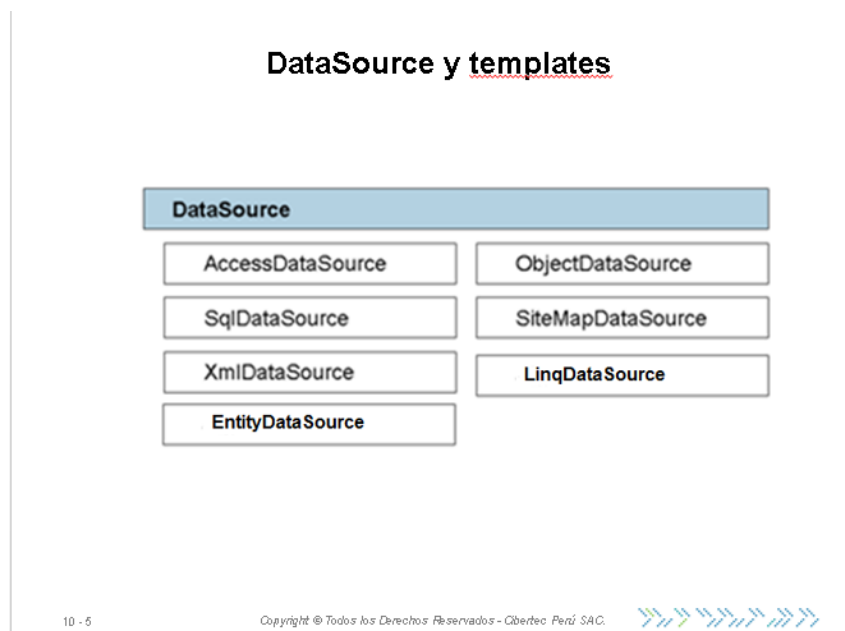 DataSource y templates
DataSource
AccessDataSource
ObjectDataSource
SqlDataSource
SiteMapDataSource
XmlDataSource
LinqDataSource
EntityDataSource
10 - 5
Copyright © Todos los Derechos Reservados - Cibertec Perú SAC.